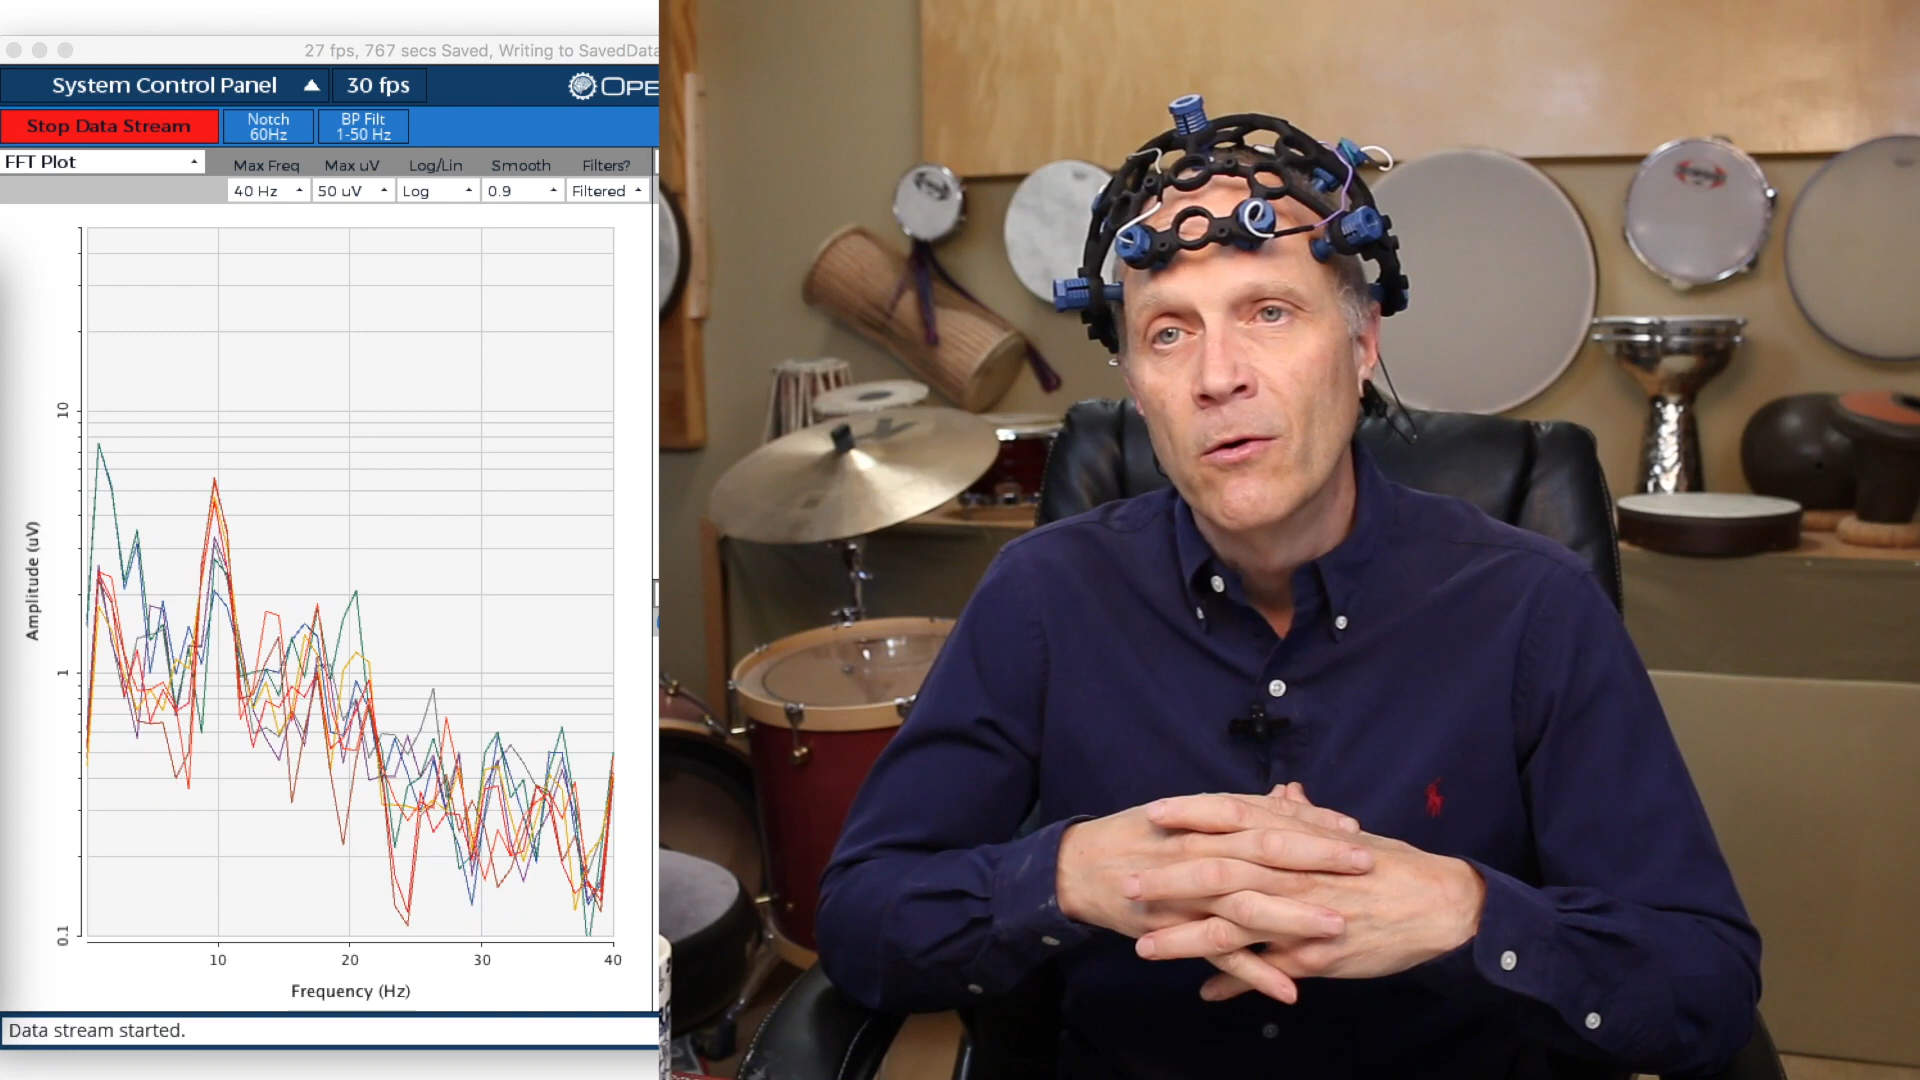 27 fps, 767 secs Saved, Writing to SavedData
System Control Panel 30 fps OPE
Stop Data Stream Notch 60Hz BP Filt 1-50 Hz
FFT Plot Max Freq Max uV Log/Lin Smooth Filters?
40 Hz 50 uV Log 0.9 Filtered
Amplitude (uV)
10
1
0.1
10 20 30 40
Frequency (Hz)
Data stream started.